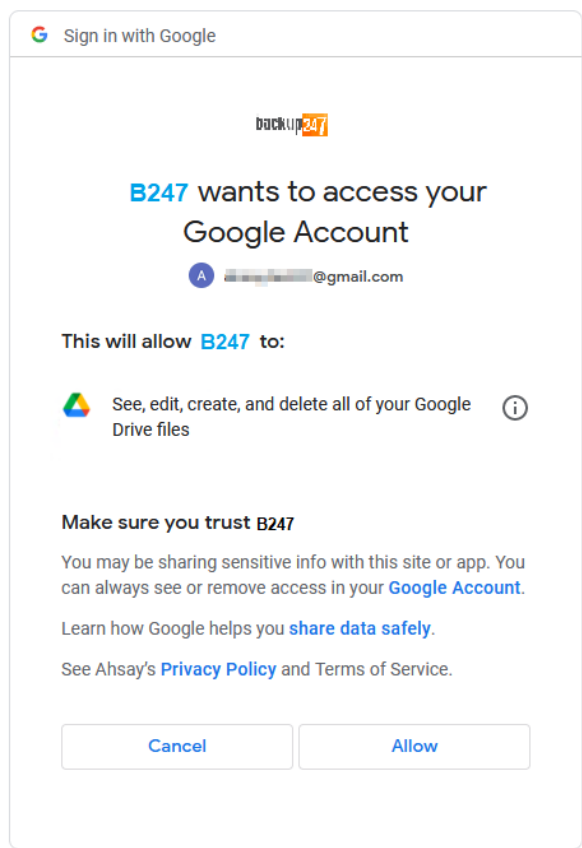 Sign in with Google
backup247
B247 wants to access your
Google Account
A @gmail.com
This will allow B247 to:
See, edit, create, and delete all of your Google
Drive files
Make sure you trust B247
You may be sharing sensitive info with this site or app. You
can always see or remove access in your Google Account.
Learn how Google helps you share data safely.
See Ahsay's Privacy Policy and Terms of Service.
Cancel Allow